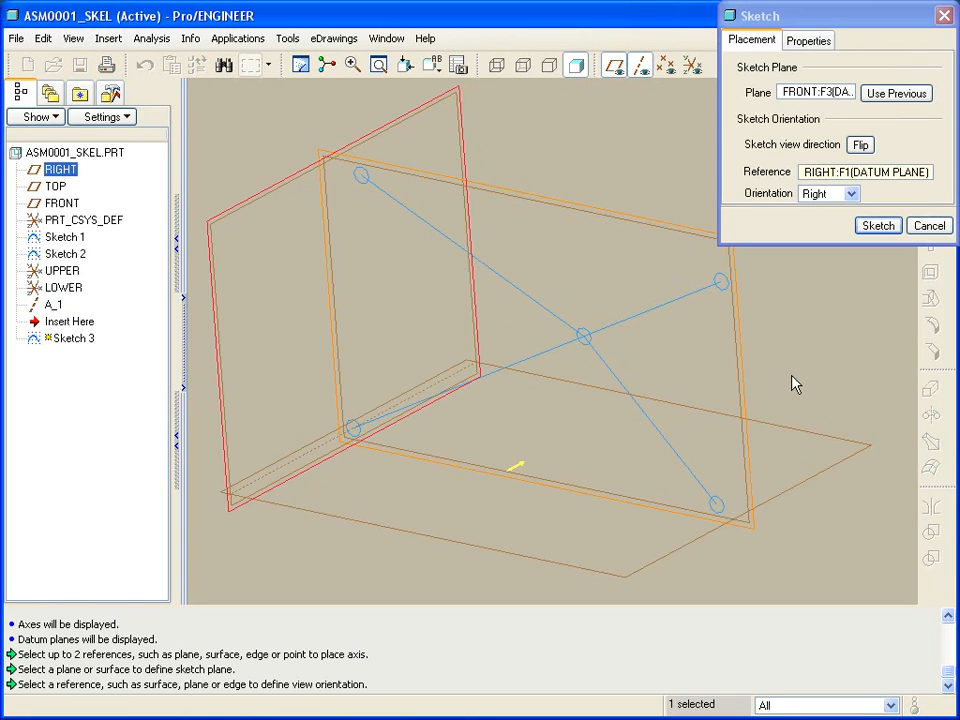 ASM0001_SKEL (Active) - Pro/ENGINEER
File Edit View Insert Analysis Info Applications Tools eDrawings Window Help
Sketch
Placement Properties
Sketch Plane
Plane FRONT:F3(DA... Use Previous
Sketch Orientation
Sketch view direction Flip
Reference RIGHT:F1(DATUM PLANE)
Orientation Right
Sketch Cancel
Show Settings
ASM0001_SKEL.PRT
RIGHT
TOP
FRONT
PRT_CSYS_DEF
Sketch 1
Sketch 2
UPPER
LOWER
A_1
Insert Here
Sketch 3
Axes will be displayed.
Datum planes will be displayed.
Select up to 2 references, such as plane, surface, edge or point to place axis.
Select a plane or surface to define sketch plane.
Select a reference, such as surface, plane or edge to define view orientation.
1 selected All